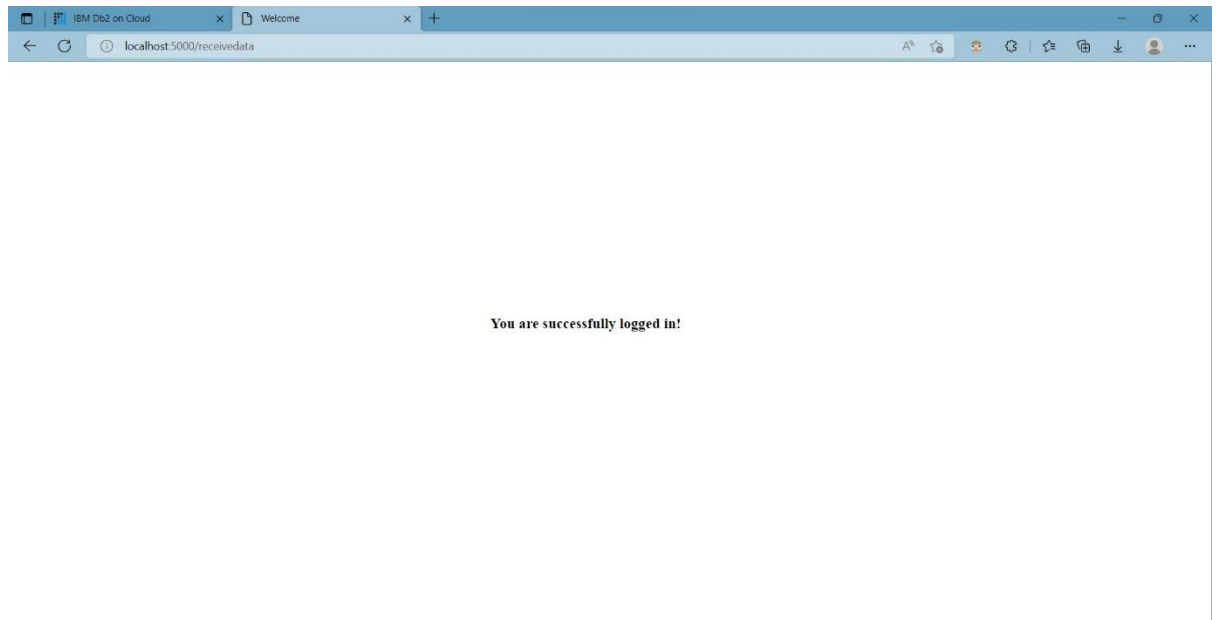 IBM Db2 on Cloud
Welcome
localhost:5000/receivedata
You are successfully logged in!